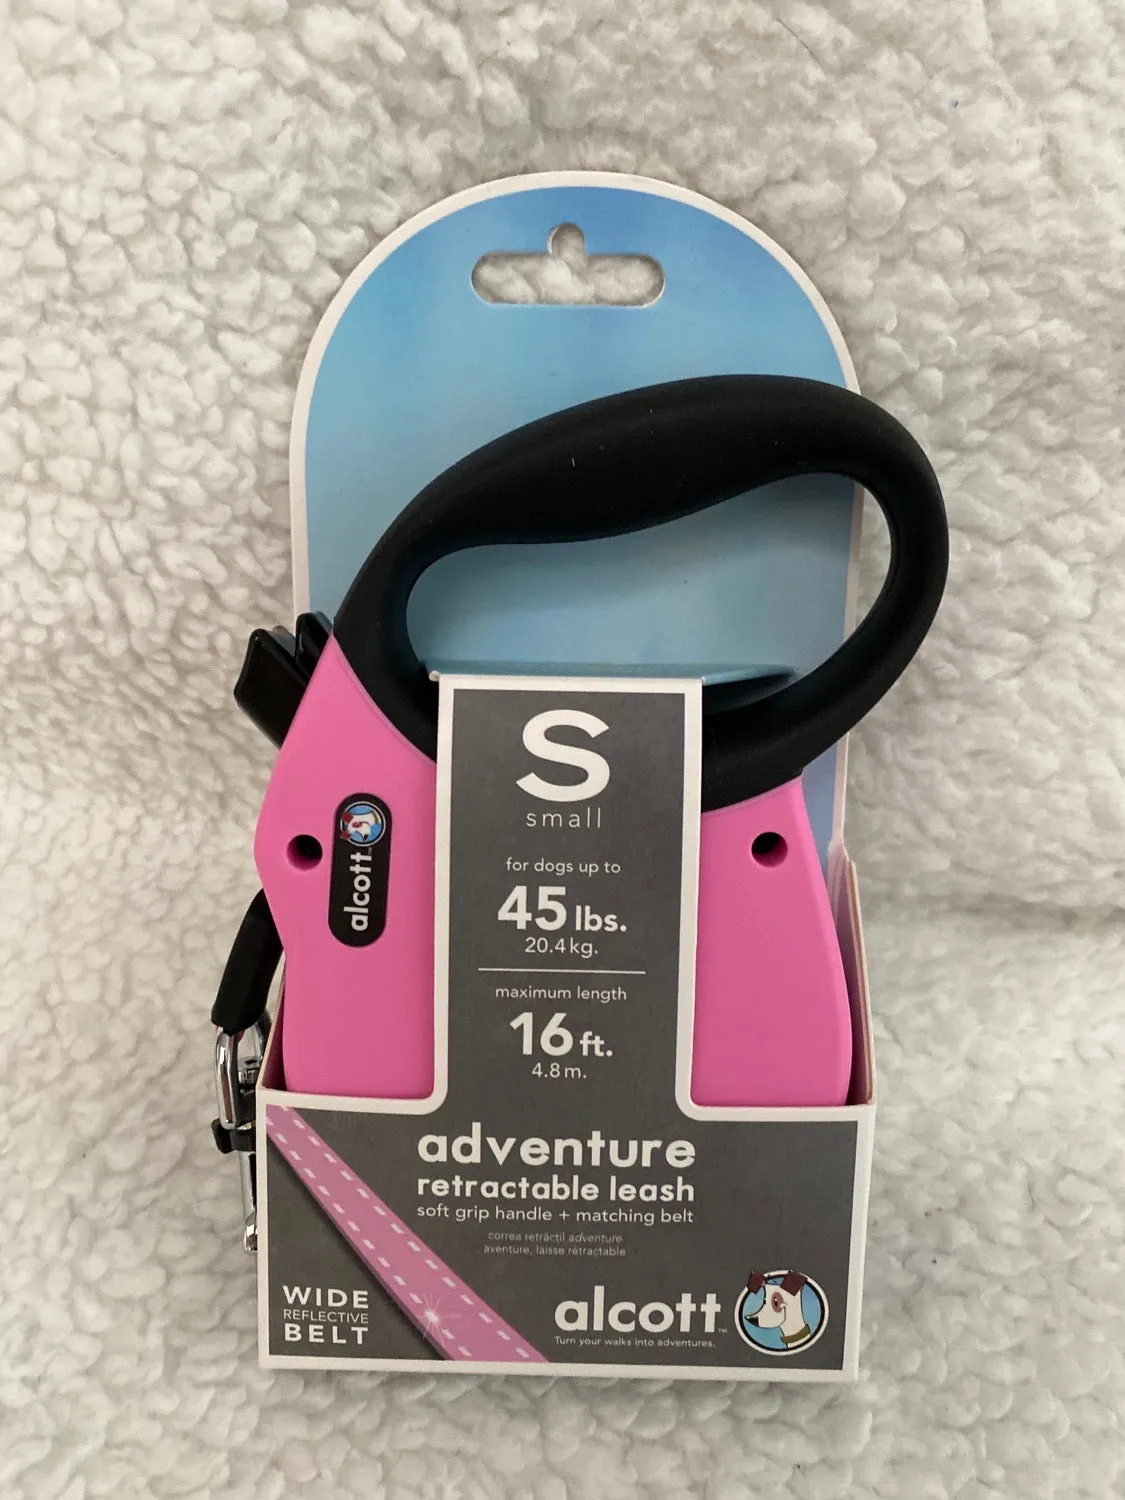 alcott
S
small
for dogs up to
45 lbs.
20.4 kg.
maximum length
16 ft.
4.8 m.
adventure
retractable leash
soft grip handle + matching belt
correa retráctil adventure
aventure, laisse rétractable
WIDE
REFLECTIVE
BELT
alcott™
Turn your walks into adventures.